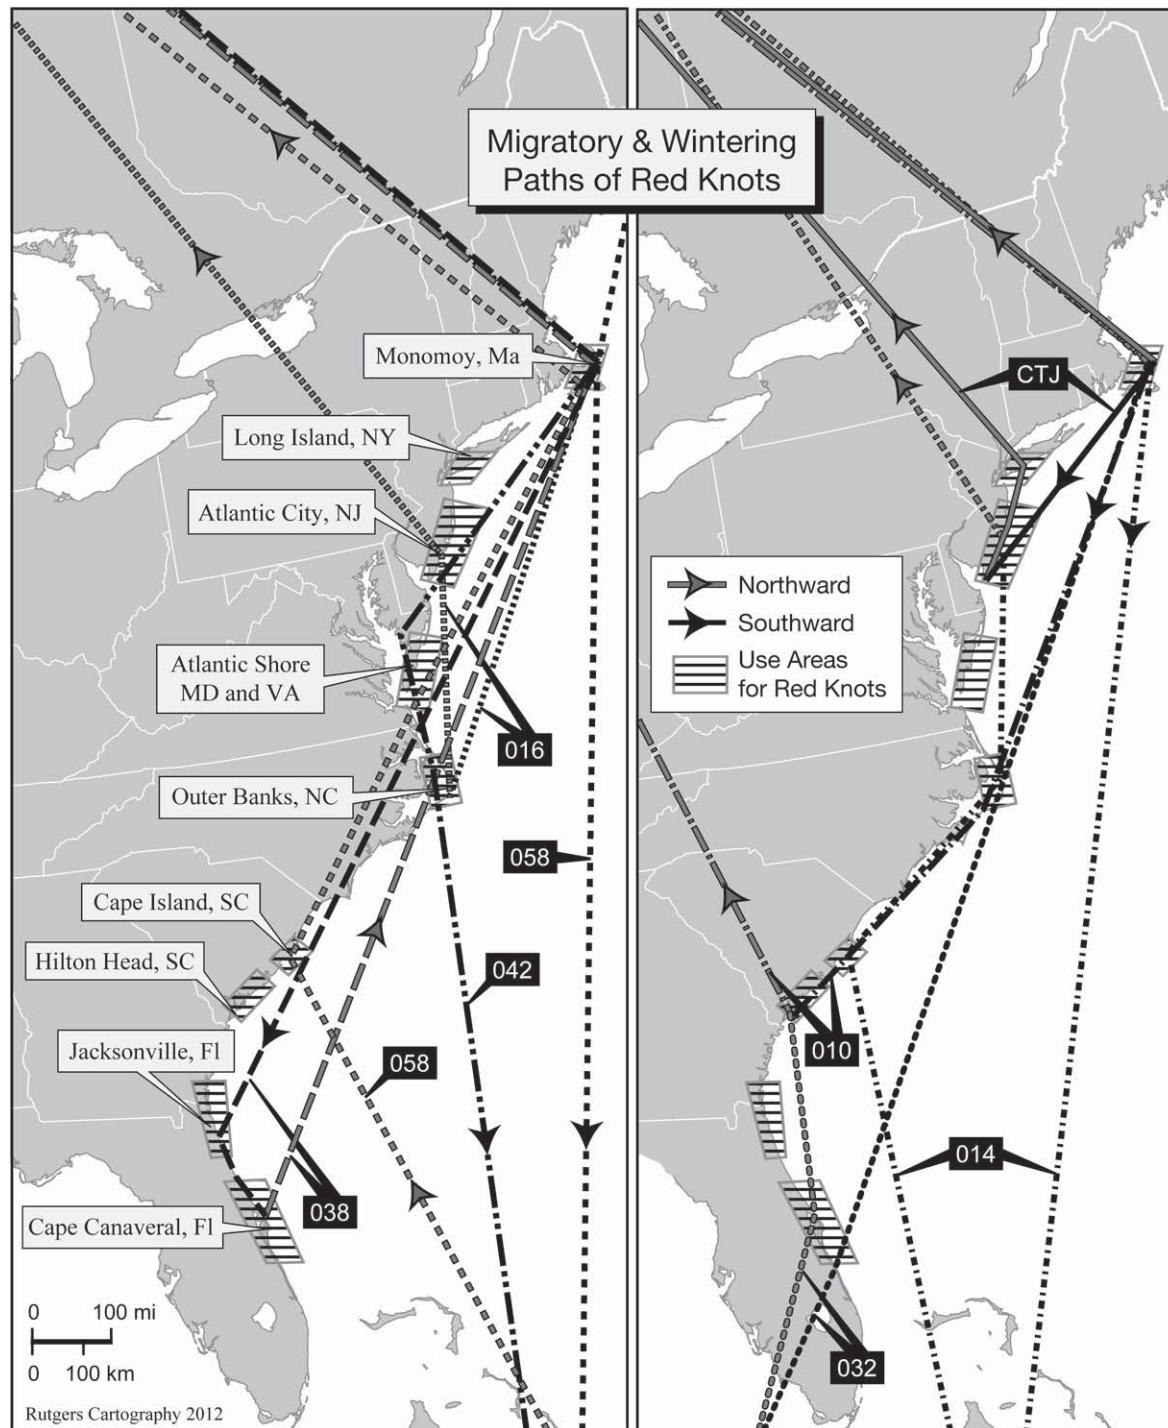 Migratory & Wintering
Paths of Red Knots
Monomoy, Ma
CTJ
Long Island, NY
Atlantic City, NJ
Northward
Southward
Use Areas
for Red Knots
Atlantic Shore
MD and VA
016
Outer Banks, NC
058
Cape Island, SC
Hilton Head, SC
042
Jacksonville, Fl
058
010
014
038
Cape Canaveral, Fl
0 100 mi
0 100 km
032
Rutgers Cartography 2012